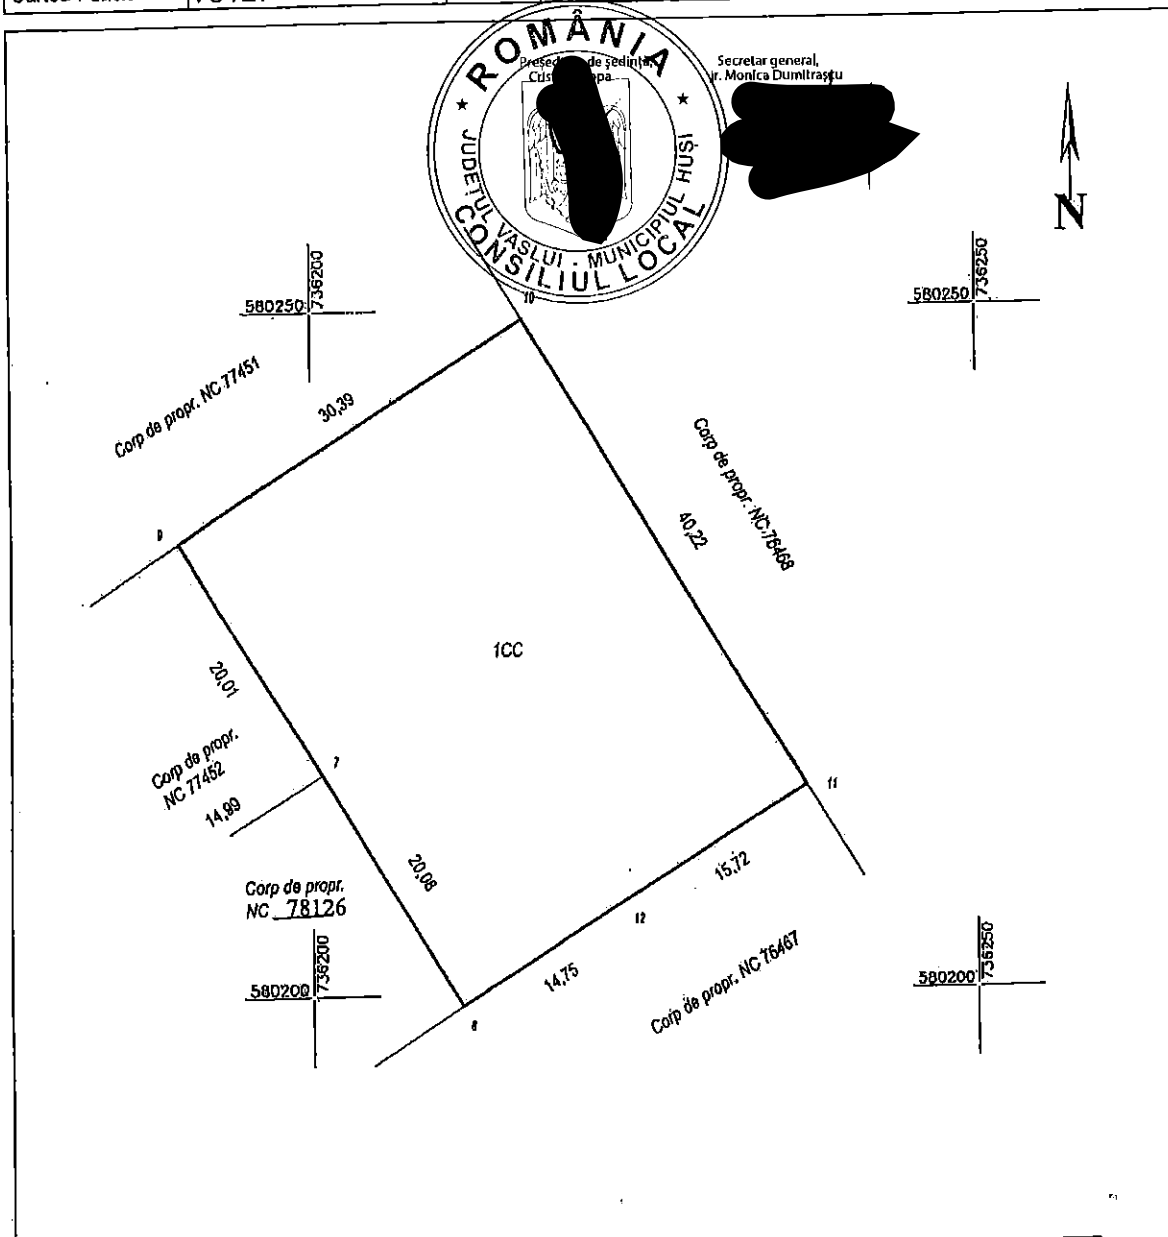 ROMÂNIA
JUDEȚUL VASLUI - MUNICIPIUL HUȘI
CONSILIUL LOCAL
de ședință,
Secretar general,
jr. Monica Dumitrașcu
N
580250
736200
580250
736250
10
Corp de propr. NC 77451
30,39
Corp de propr. NC 76468
40,22
9
1CC
20,01
Corp de propr.
NC 77452
14,99
7
11
20,08
15,72
Corp de propr.
NC 78126
12
14,75
Corp de propr. NC 76467
580200
736200
580200
736250
8